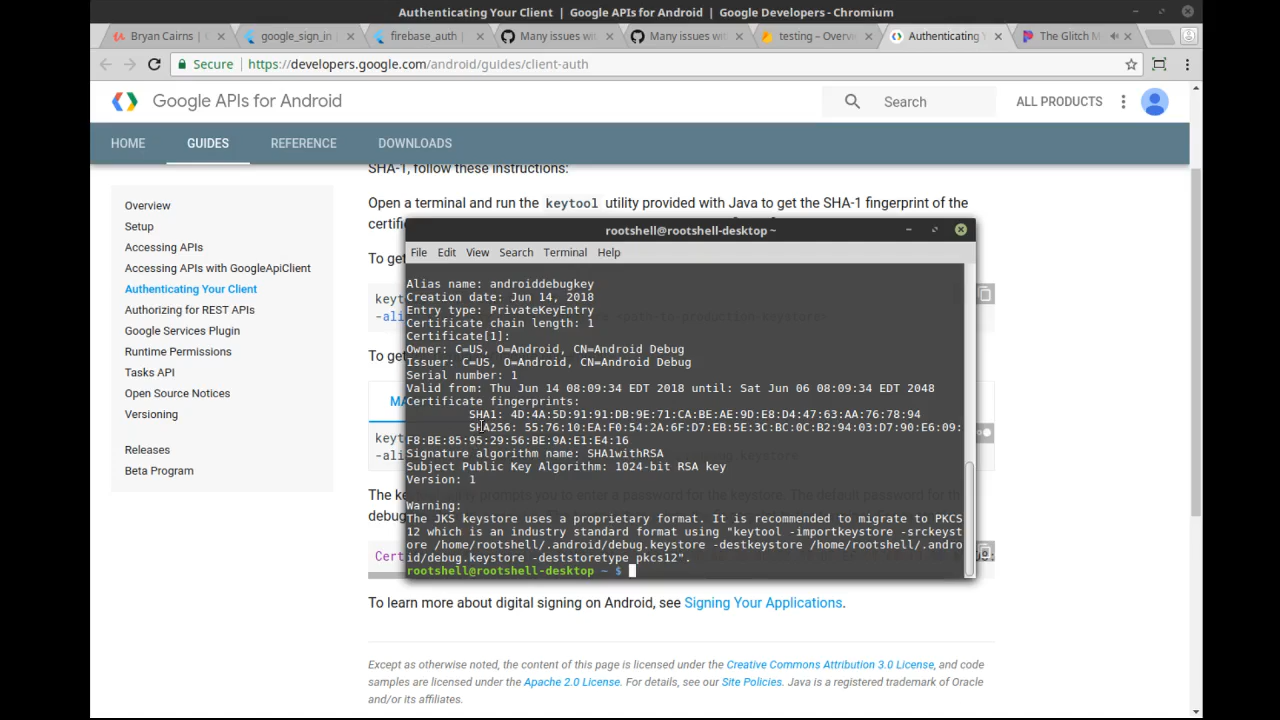 Authenticating Your Client | Google APIs for Android | Google Developers - Chromium
Bryan Cairns | C
google_sign_in |
firebase_auth |
Many issues wi
Many issues wi
testing – Overv
Authenticating
The Glitch M
Secure | https://developers.google.com/android/guides/client-auth
Google APIs for Android
Search
ALL PRODUCTS
HOME
GUIDES
REFERENCE
DOWNLOADS
SHA-1, follow these instructions:
Open a terminal and run the keytool utility provided with Java to get the SHA-1 fingerprint of the
certific
To get
keyt
-ali
To ge
MA
keyt
-ali
The ke
debug
Cert
Overview
Setup
Accessing APIs
Accessing APIs with GoogleApiClient
Authenticating Your Client
Authorizing for REST APIs
Google Services Plugin
Runtime Permissions
Tasks API
Open Source Notices
Versioning
Release Notes
Beta Program
rootshell@rootshell-desktop ~
File Edit View Search Terminal Help
Alias name: androiddebugkey
Creation date: Jun 14, 2018
Entry type: PrivateKeyEntry
Certificate chain length: 1
Certificate[1]:
Owner: C=US, O=Android, CN=Android Debug
Issuer: C=US, O=Android, CN=Android Debug
Serial number: 1
Valid from: Thu Jun 14 08:09:34 EDT 2018 until: Sat Jun 06 08:09:34 EDT 2048
Certificate fingerprints:
SHA1: 4D:4A:5D:91:91:DB:9E:71:CA:BE:AE:9D:E8:D4:47:63:AA:76:78:94
SHA256: 55:76:10:EA:F0:54:2A:6F:D7:EB:5E:3C:BC:0C:B2:94:03:D7:90:E6:09:
F8:BE:85:95:29:56:BE:9A:E1:E4:16
Signature algorithm name: SHA1withRSA
Subject Public Key Algorithm: 1024-bit RSA key
Version: 1
Warning:
The JKS keystore uses a proprietary format. It is recommended to migrate to PKCS
12 which is an industry standard format using "keytool -importkeystore -srckeyst
ore /home/rootshell/.android/debug.keystore -destkeystore /home/rootshell/.andro
id/debug.keystore -deststoretype pkcs12".
rootshell@rootshell-desktop ~ $
To learn more about digital signing on Android, see Signing Your Applications.
Except as otherwise noted, the content of this page is licensed under the Creative Commons Attribution 3.0 License, and code
samples are licensed under the Apache 2.0 License. For details, see our Site Policies. Java is a registered trademark of Oracle
and/or its affiliates.